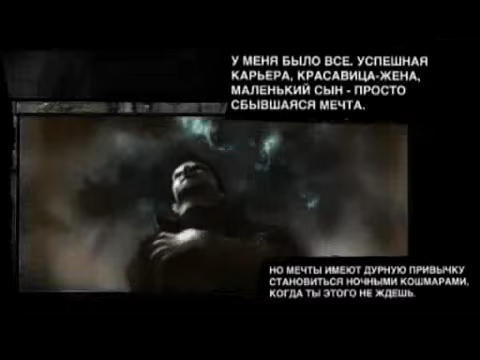 У МЕНЯ БЫЛО ВСЕ. УСПЕШНАЯ
КАРЬЕРА, КРАСАВИЦА-ЖЕНА,
МАЛЕНЬКИЙ СЫН - ПРОСТО
СБЫВШАЯСЯ МЕЧТА.
НО МЕЧТЫ ИМЕЮТ ДУРНУЮ ПРИВЫЧКУ
СТАНОВИТЬСЯ НОЧНЫМИ КОШМАРАМИ,
КОГДА ТЫ ЭТОГО НЕ ЖДЕШЬ.